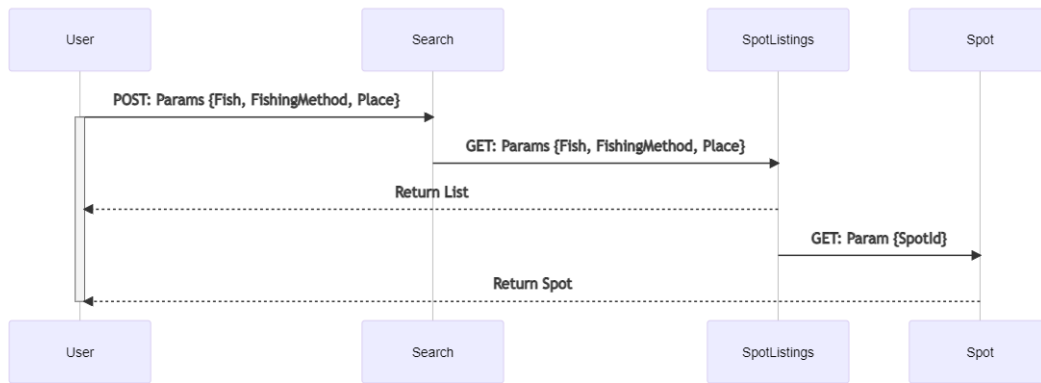 User
Search
SpotListings
Spot
POST: Params {Fish, FishingMethod, Place}
GET: Params {Fish, FishingMethod, Place}
Return List
GET: Param {SpotId}
Return Spot
User
Search
SpotListings
Spot